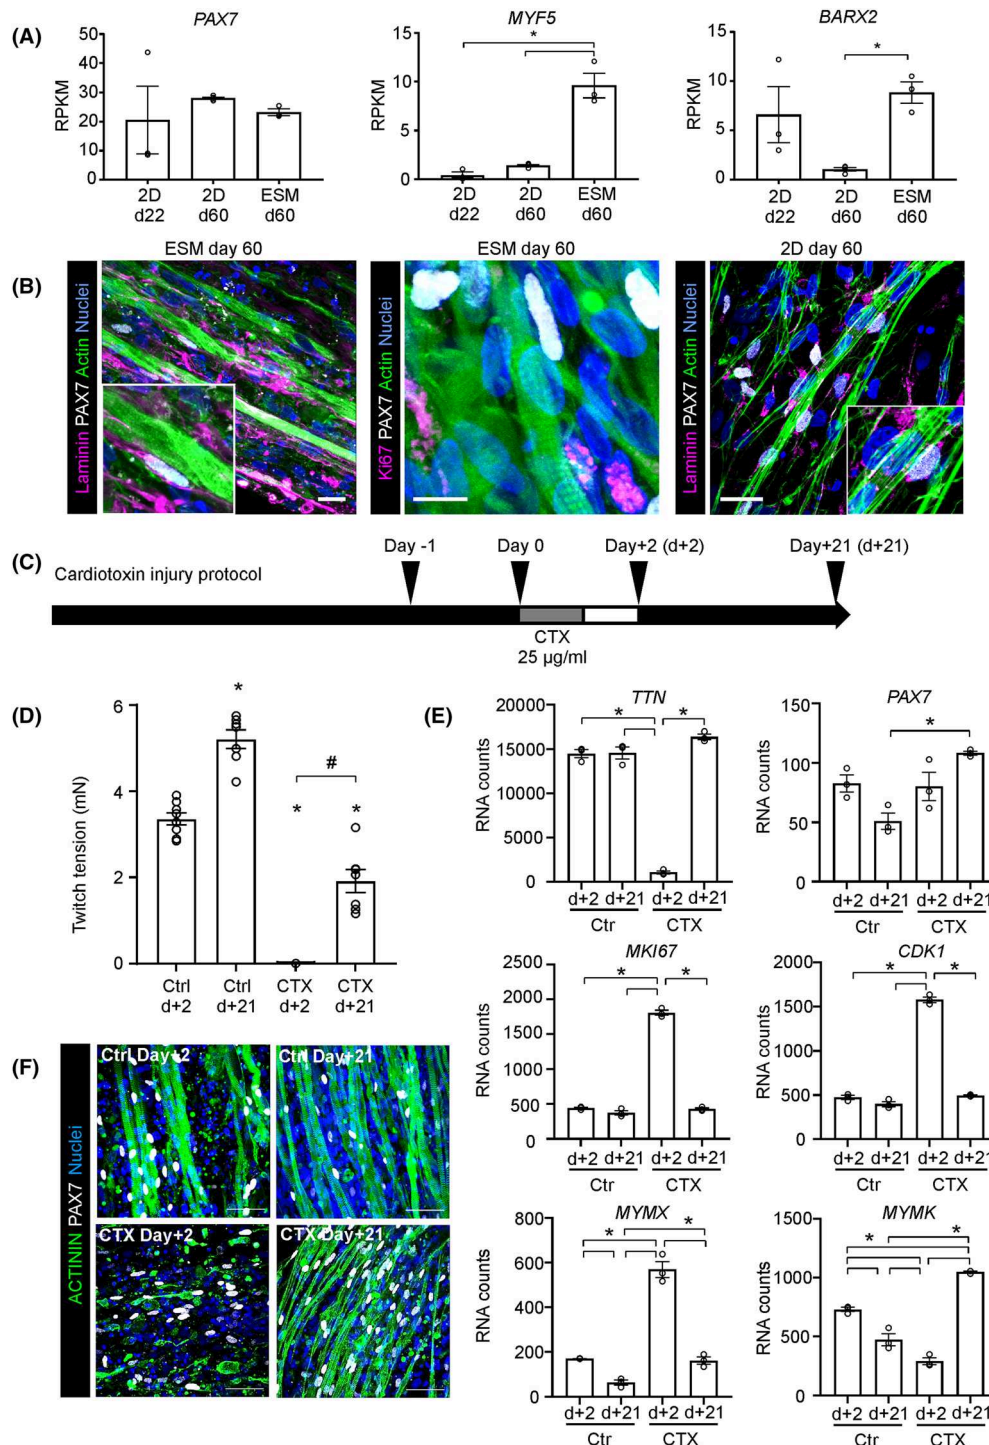 (A)
PAX7
MYF5
BARX2
RPKM
50
40
30
20
10
0
2D d22
2D d60
ESM d60
RPKM
15
10
5
0
*
2D d22
2D d60
ESM d60
RPKM
15
10
5
0
*
2D d22
2D d60
ESM d60
(B)
ESM day 60
ESM day 60
2D day 60
Laminin PAX7 Actin Nuclei
Ki67 PAX7 Actin Nuclei
Laminin PAX7 Actin Nuclei
(C)
Cardiotoxin injury protocol
Day -1
Day 0
Day+2 (d+2)
Day+21 (d+21)
CTX
25 µg/ml
(D)
Twitch tension (mN)
6
4
2
0
*
*
#
*
Ctrl d+2
Ctrl d+21
CTX d+2
CTX d+21
(E)
TTN
RNA counts
20000
15000
10000
5000
0
* *
d+2 d+21 d+2 d+21
Ctr CTX
PAX7
RNA counts
150
100
50
0
*
d+2 d+21 d+2 d+21
Ctr CTX
MKI67
RNA counts
2500
2000
1500
1000
500
0
* *
d+2 d+21 d+2 d+21
Ctr CTX
CDK1
RNA counts
2000
1500
1000
500
0
* *
d+2 d+21 d+2 d+21
Ctr CTX
MYMX
RNA counts
800
600
400
200
0
* *
d+2 d+21 d+2 d+21
Ctr CTX
MYMK
RNA counts
1500
1000
500
0
* *
d+2 d+21 d+2 d+21
Ctr CTX
(F)
ACTININ PAX7 Nuclei
Ctrl Day+2
Ctrl Day+21
CTX Day+2
CTX Day+21